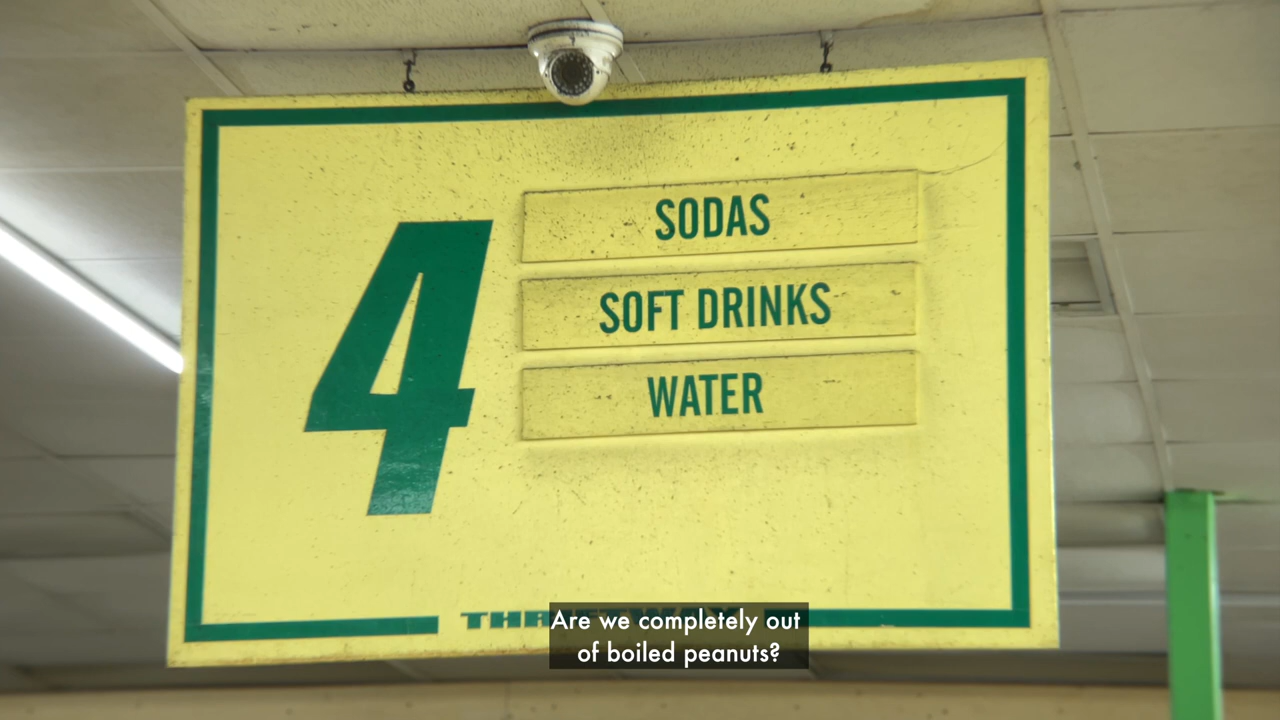 4
SODAS
SOFT DRINKS
WATER
Are we completely out
of boiled peanuts?